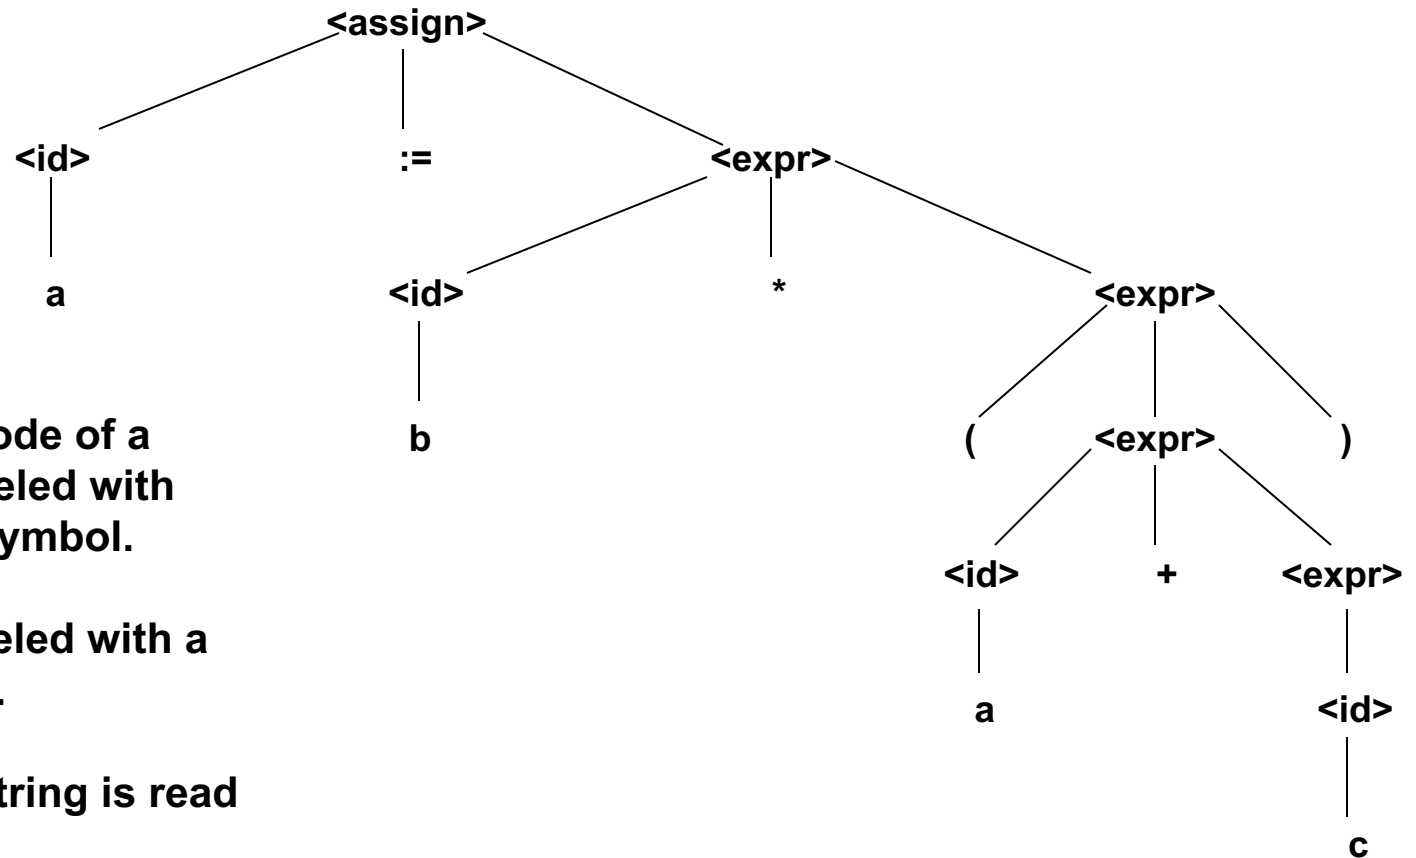 <assign>
<id> := <expr>
a <id> * <expr>
ode of a b ( <expr> )
eled with
ymbol.
<id> + <expr>
eled with a
. a <id>
tring is read
c